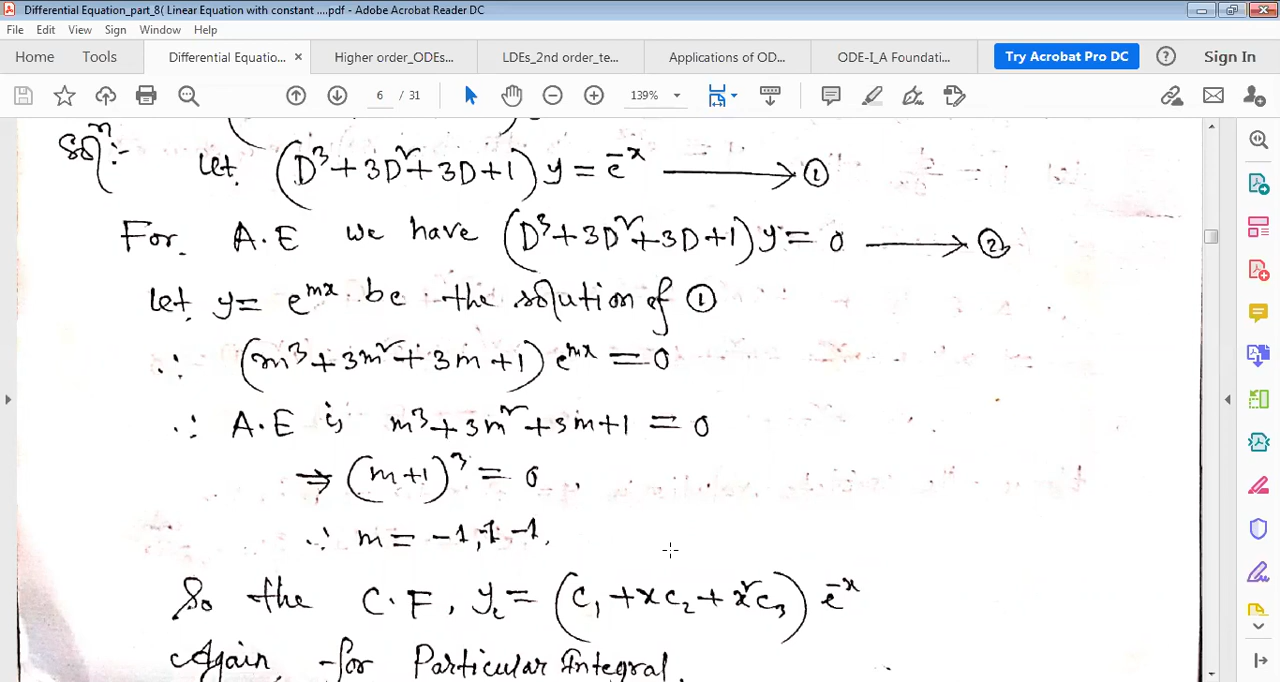 Differential Equation_part_8( Linear Equation with constant ....pdf - Adobe Acrobat Reader DC
File Edit View Sign Window Help
Home Tools Differential Equatio... × Higher order_ODEs... LDEs_2nd order_te... Applications of OD... ODE-I_A Foundati... Try Acrobat Pro DC ? Sign In
6 / 31 139%
Solⁿ:- Let (D³+3D²+3D+1)y = e⁻ˣ ⟶ ①
For A.E we have (D³+3D²+3D+1)y = 0 ⟶ ②
Let y = eᵐˣ be the solution of ①
∴ (m³+3m²+3m+1) eᵐˣ = 0
∴ A.E is m³+3m²+3m+1 = 0
⇒ (m+1)³ = 0.
∴ m = -1,-1 -1.
So the C.F, y_c = (C₁+xC₂+x²C₃) e⁻ˣ
Again, for Particular Integral,